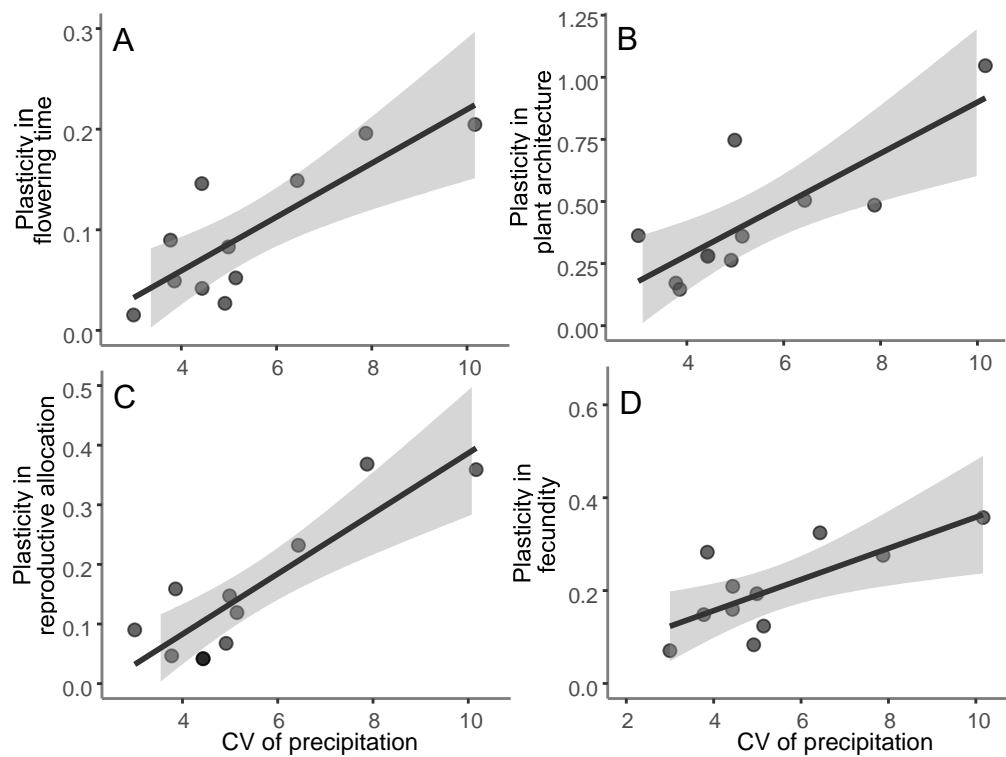 A
Plasticity in
flowering time
0.3
0.2
0.1
0.0
4 6 8 10
B
Plasticity in
plant architecture
1.25
1.00
0.75
0.50
0.25
0.00
4 6 8 10
C
Plasticity in
reproductive allocation
0.5
0.4
0.3
0.2
0.1
0.0
4 6 8 10
CV of precipitation
D
Plasticity in
fecundity
0.6
0.4
0.2
0.0
2 4 6 8 10
CV of precipitation